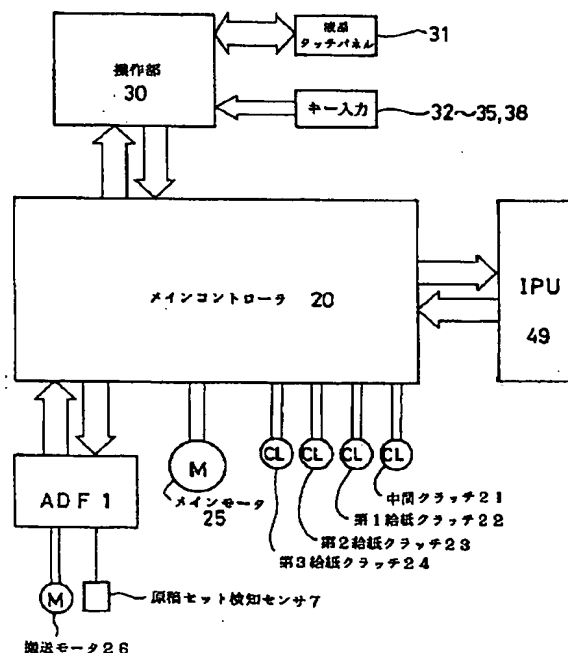 液晶
タッチパネル
31
操作部
30
キー入力
32~35,38
メインコントローラ 20
IPU
49
ADF1
M
メインモータ
25
CL
CL
CL
CL
中間クラッチ21
第1給紙クラッチ22
第2給紙クラッチ23
第3給紙クラッチ24
M
原稿セット検知センサ7
搬送モータ26